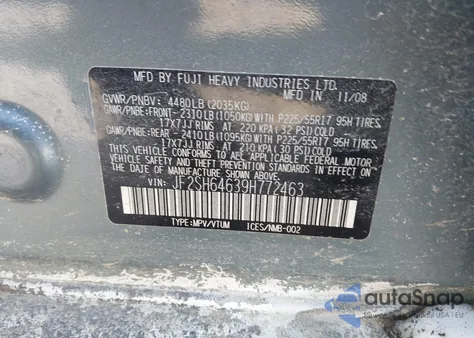 MFD BY FUJI HEAVY INDUSTRIES LTD. IN 11/08
GVWR/PNBV: 4480LB(2035KG)
GAWR/PNBE:FRONT-2310LB(1050KG)WITH P225/55R17 95H TIRES,
17X7JJ RIMS AT 220 KPA(32 PSI)COLD
GAWR/PNBE:REAR-2410LB(1095KG)WITH P225/55R17 95H TIRES,
17X7JJ RIMS AT 210 KPA(30 PSI)COLD
THIS VEHICLE CONFORMS TO ALL APPLICABLE FEDERAL MOTOR
VEHICLE SAFETY AND THEFT PREVENTION STANDARDS IN EFFECT ON THE
DATE OF MANUFACTURE SHOWN ABOVE.
VIN: JF2SH64639H772463
TYPE:MPV/VTUM ICES/NMB-002
autoSnap